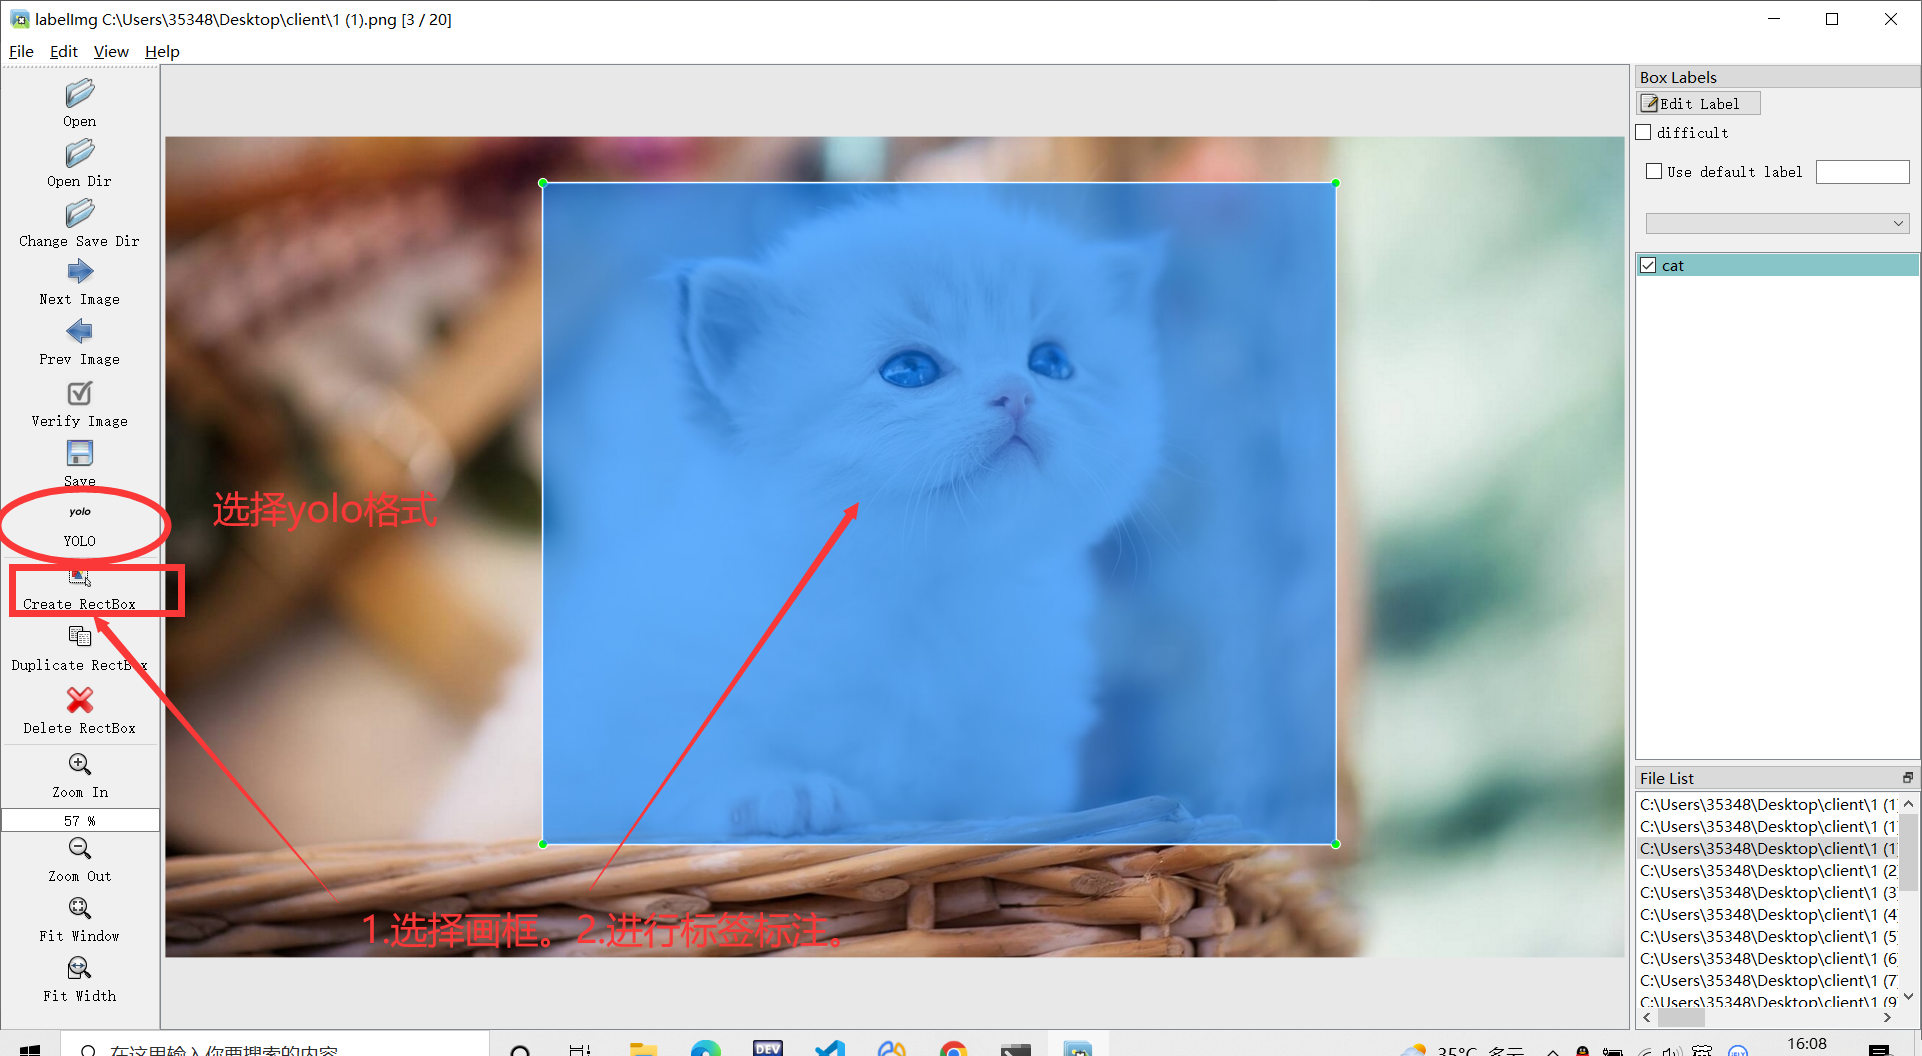 labelImg C:\Users\35348\Desktop\client\1 (1).png [3 / 20]
File Edit View Help
Open
Open Dir
Change Save Dir
Next Image
Prev Image
Verify Image
Save
yolo
YOLO
Create RectBox
Duplicate RectBox
Delete RectBox
Zoom In
57 %
Zoom Out
Fit Window
Fit Width
选择yolo格式
1.选择画框。2.进行标签标注。
Box Labels
Edit Label
difficult
Use default label
cat
File List
C:\Users\35348\Desktop\client\1 (1
C:\Users\35348\Desktop\client\1 (1
C:\Users\35348\Desktop\client\1 (1
C:\Users\35348\Desktop\client\1 (2
C:\Users\35348\Desktop\client\1 (3
C:\Users\35348\Desktop\client\1 (4
C:\Users\35348\Desktop\client\1 (5
C:\Users\35348\Desktop\client\1 (6
C:\Users\35348\Desktop\client\1 (7
C:\Users\35348\Desktop\client\1 (9
在这里输入你要搜索的内容
DEV
35°C 多云
16:08